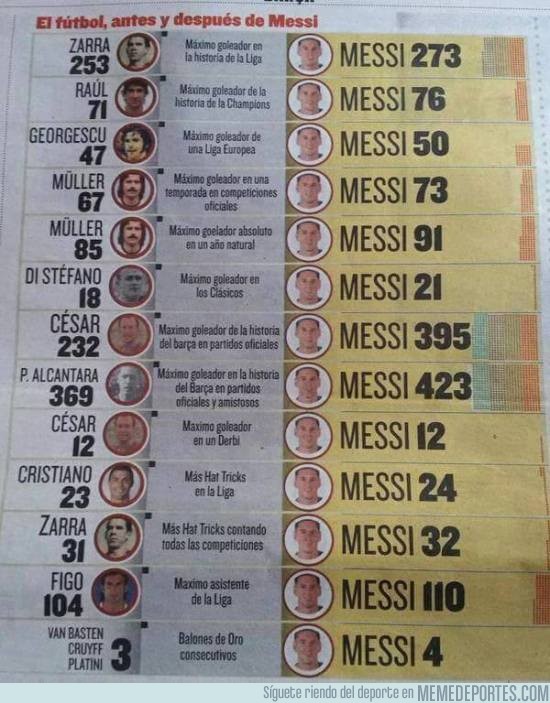 El fútbol, antes y después de Messi
ZARRA
253
Máximo goleador en
la historia de la Liga
MESSI 273
RAÚL
71
Máximo goleador de la
historia de la Champions
MESSI 76
GEORGESCU
47
Máximo goleador de
una Liga Europea
MESSI 50
MÜLLER
67
Máximo goleador en una
temporada en competiciones
oficiales
MESSI 73
MÜLLER
85
Máximo goelador absoluto
en un año natural
MESSI 91
DI STÉFANO
18
Máximo goleador en
los Clásicos
MESSI 21
CÉSAR
232
Maximo goleador de la historia
del barça en partidos oficiales
MESSI 395
P. ALCANTARA
369
Máximo goleador en la historia
del Barça en partidos
oficiales y amistosos
MESSI 423
CÉSAR
12
Maximo goleador
en un Derbi
MESSI 12
CRISTIANO
23
Más Hat Tricks
en la Liga
MESSI 24
ZARRA
31
Más Hat Tricks contando
todas las competiciones
MESSI 32
FIGO
104
Maximo asistente
de la Liga
MESSI 110
VAN BASTEN
CRUYFF
PLATINI
3
Balones de Oro
consecutivos
MESSI 4
Síguete riendo del deporte en MEMEDEPORTES.COM